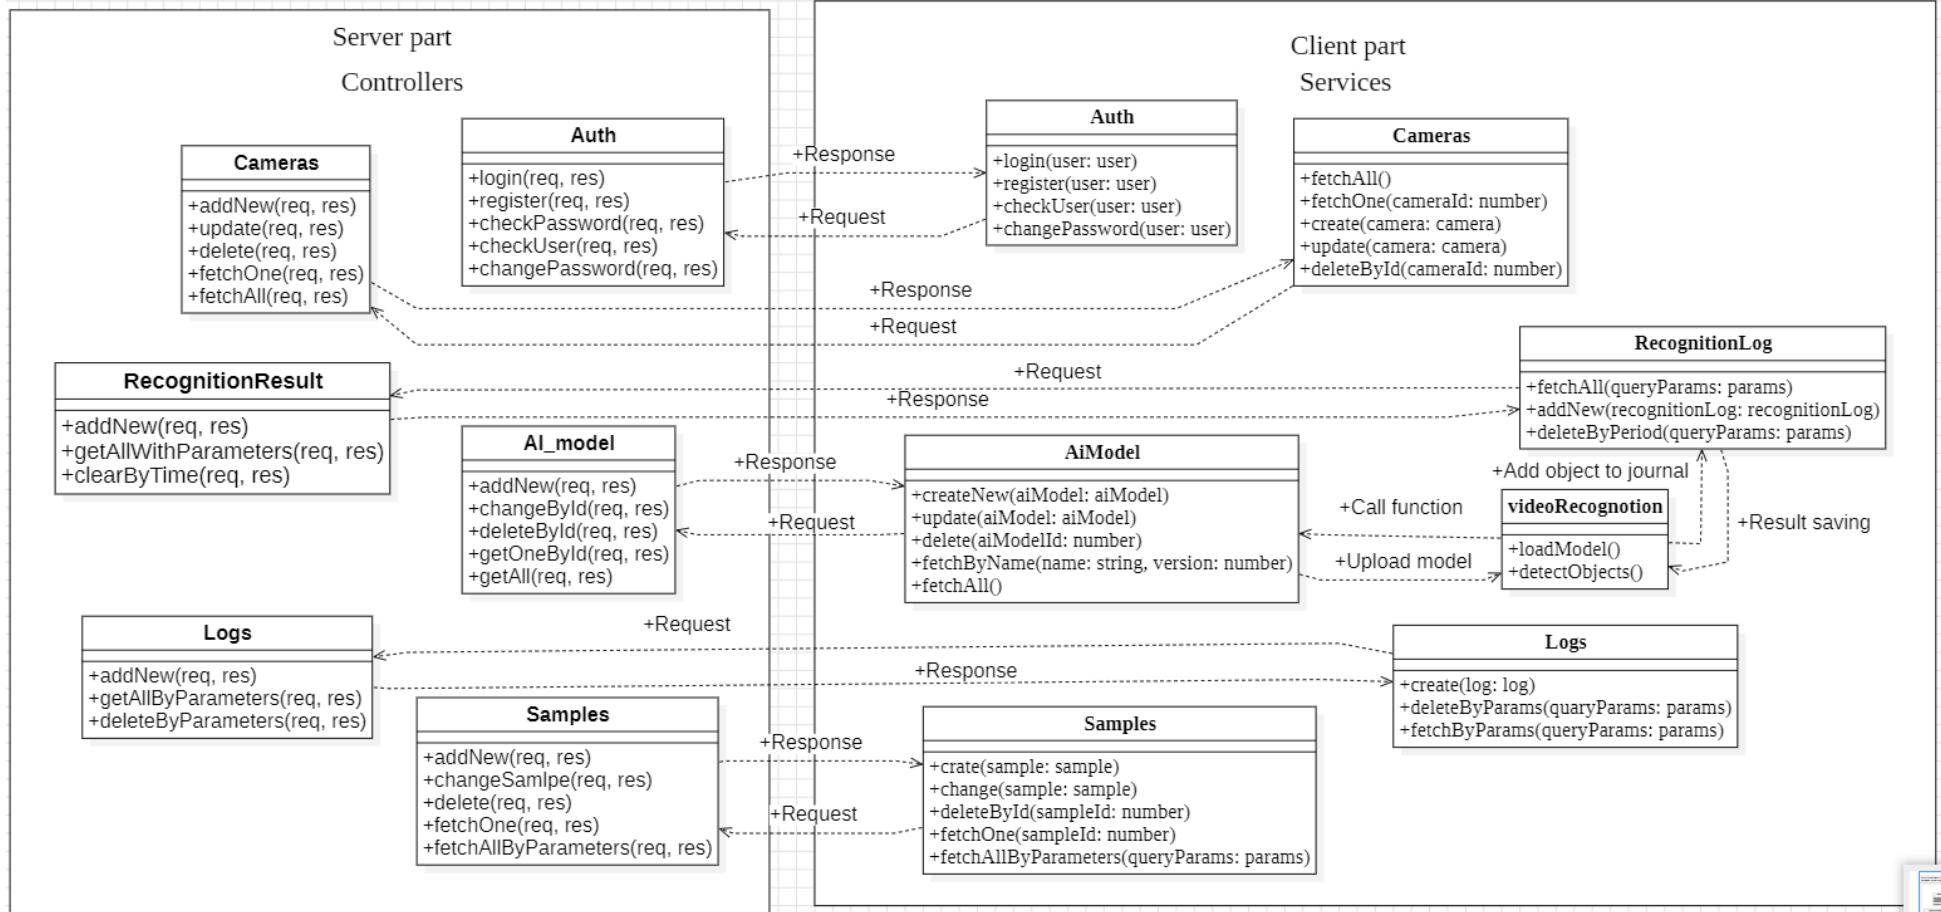 Server part
Controllers
Cameras
+addNew(req, res)
+update(req, res)
+delete(req, res)
+fetchOne(req, res)
+fetchAll(req, res)
Auth
+login(req, res)
+register(req, res)
+checkPassword(req, res)
+checkUser(req, res)
+changePassword(req, res)
RecognitionResult
+addNew(req, res)
+getAllWithParameters(req, res)
+clearByTime(req, res)
AI_model
+addNew(req, res)
+changeById(req, res)
+deleteById(req, res)
+getOneById(req, res)
+getAll(req, res)
Logs
+addNew(req, res)
+getAllByParameters(req, res)
+deleteByParameters(req, res)
Samples
+addNew(req, res)
+changeSamlpe(req, res)
+delete(req, res)
+fetchOne(req, res)
+fetchAllByParameters(req, res)
+Response
+Request
+Response
+Request
+Request
+Response
+Response
+Request
+Request
+Response
+Response
+Request
Client part
Services
Auth
+login(user: user)
+register(user: user)
+checkUser(user: user)
+changePassword(user: user)
Cameras
+fetchAll()
+fetchOne(cameraId: number)
+create(camera: camera)
+update(camera: camera)
+deleteById(cameraId: number)
RecognitionLog
+fetchAll(queryParams: params)
+addNew(recognitionLog: recognitionLog)
+deleteByPeriod(queryParams: params)
AiModel
+createNew(aiModel: aiModel)
+update(aiModel: aiModel)
+delete(aiModelId: number)
+fetchByName(name: string, version: number)
+fetchAll()
+Add object to journal
+Call function
+Upload model
videoRecognotion
+loadModel()
+detectObjects()
+Result saving
Logs
+create(log: log)
+deleteByParams(quaryParams: params)
+fetchByParams(queryParams: params)
Samples
+crate(sample: sample)
+change(sample: sample)
+deleteById(sampleId: number)
+fetchOne(sampleId: number)
+fetchAllByParameters(queryParams: params)